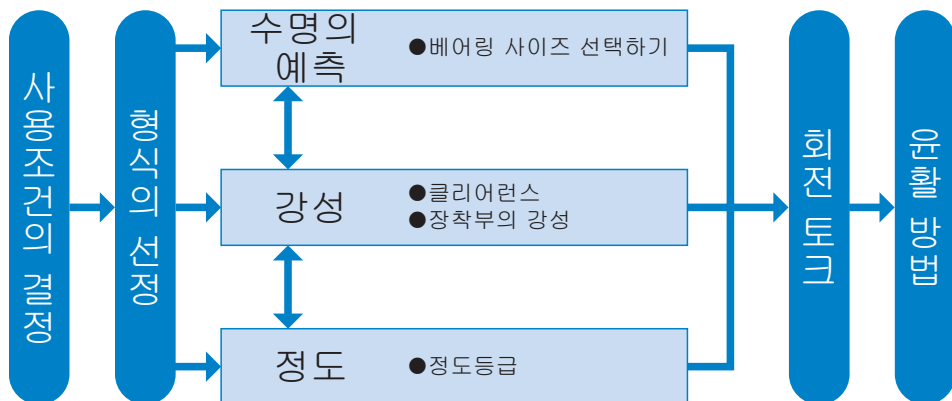 사용조건의 결정
형식의 선정
수명의
예측
●베어링 사이즈 선택하기
강성
●클리어런스
●장착부의 강성
정도
●정도등급
회전 토크
윤활 방법